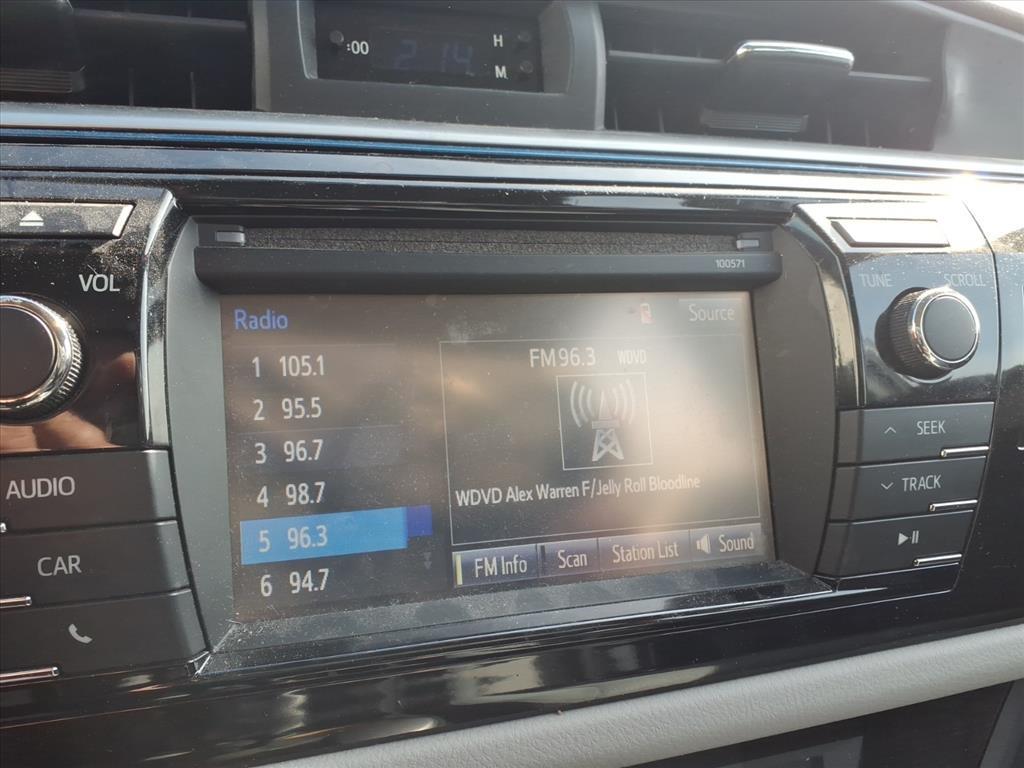 :00 2:14 H
M
100571
VOL
TUNE SCROLL
Radio
Source
FM 96.3 WDVD
1 105.1
2 95.5
3 96.7
4 98.7
5 96.3
6 94.7
WDVD Alex Warren F/Jelly Roll Bloodline
FM Info Scan Station List Sound
AUDIO
CAR
SEEK
TRACK